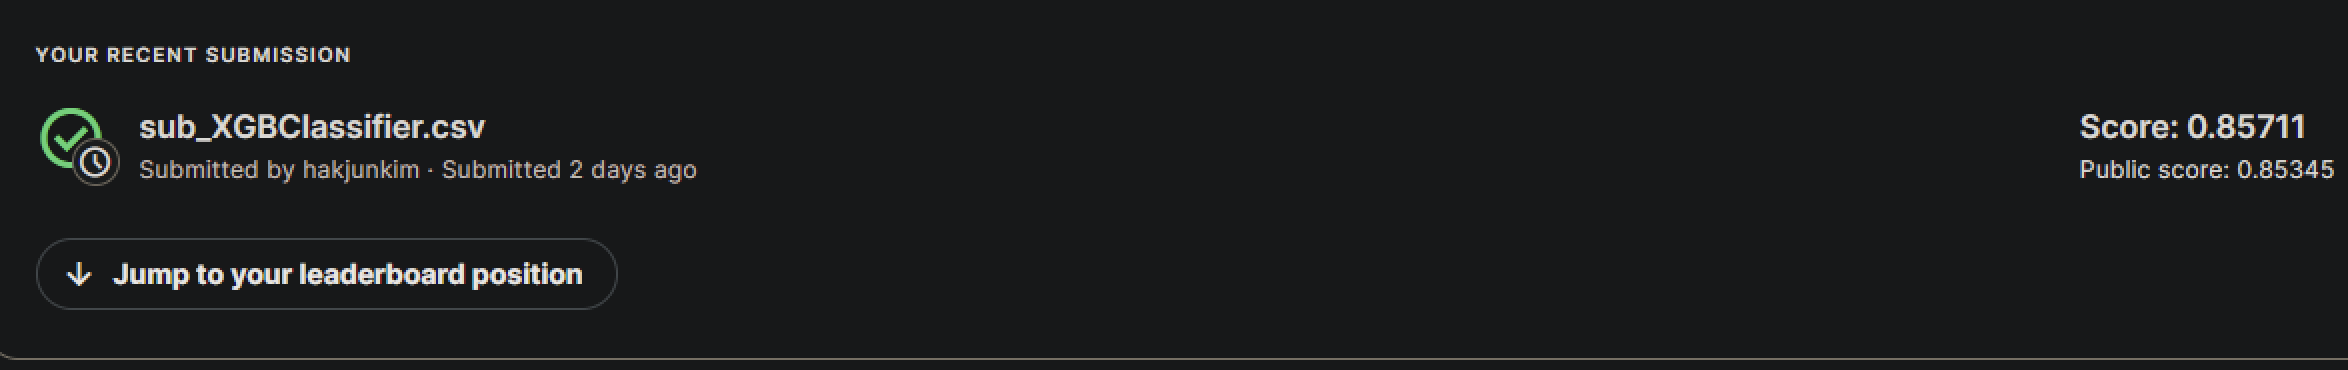 YOUR RECENT SUBMISSION
sub_XGBClassifier.csv
Submitted by hakjunkim · Submitted 2 days ago
Score: 0.85711
Public score: 0.85345
Jump to your leaderboard position